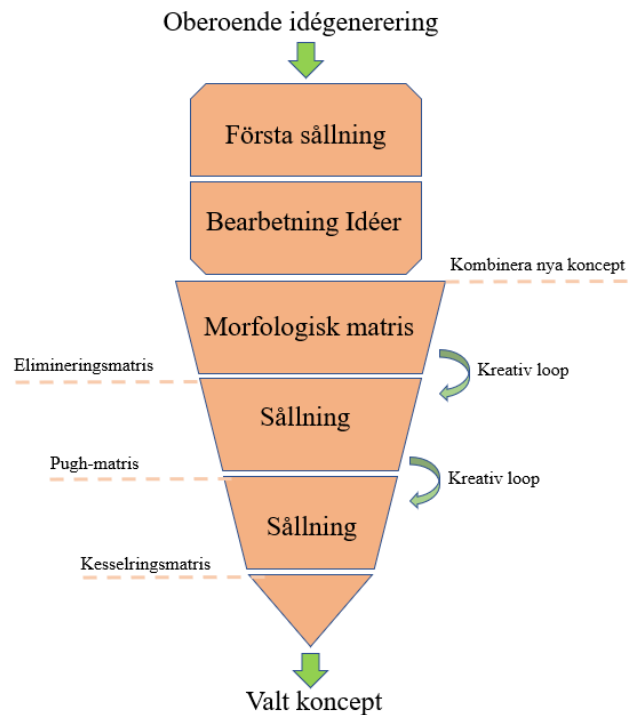 Oberoende idégenerering
Första sållning
Bearbetning Idéer
Kombinera nya koncept
Morfologisk matris
Elimineringsmatris
Kreativ loop
Sållning
Pugh-matris
Kreativ loop
Sållning
Kesselringsmatris
Valt koncept